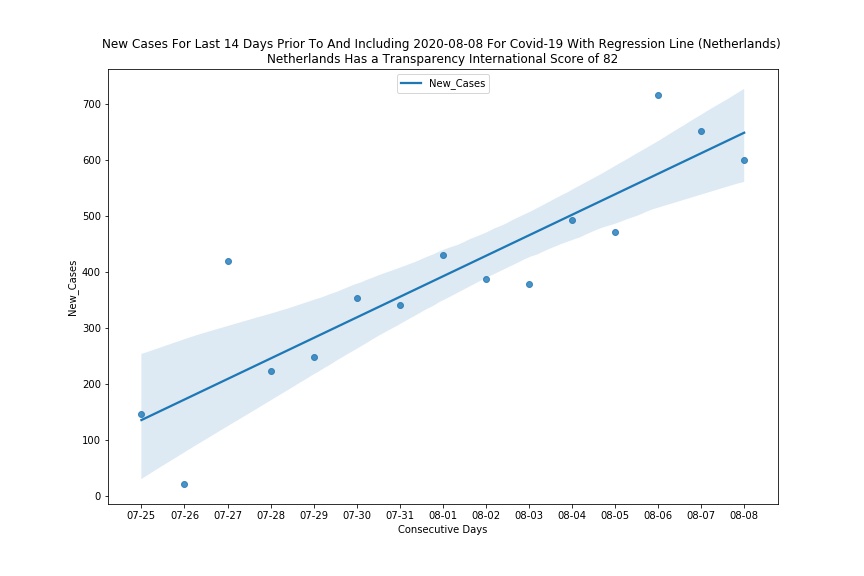 New Cases For Last 14 Days Prior To And Including 2020-08-08 For Covid-19 With Regression Line (Netherlands)
Netherlands Has a Transparency International Score of 82
New_Cases
700
600
500
400
300
200
100
0
New_Cases
07-25 07-26 07-27 07-28 07-29 07-30 07-31 08-01 08-02 08-03 08-04 08-05 08-06 08-07 08-08
Consecutive Days